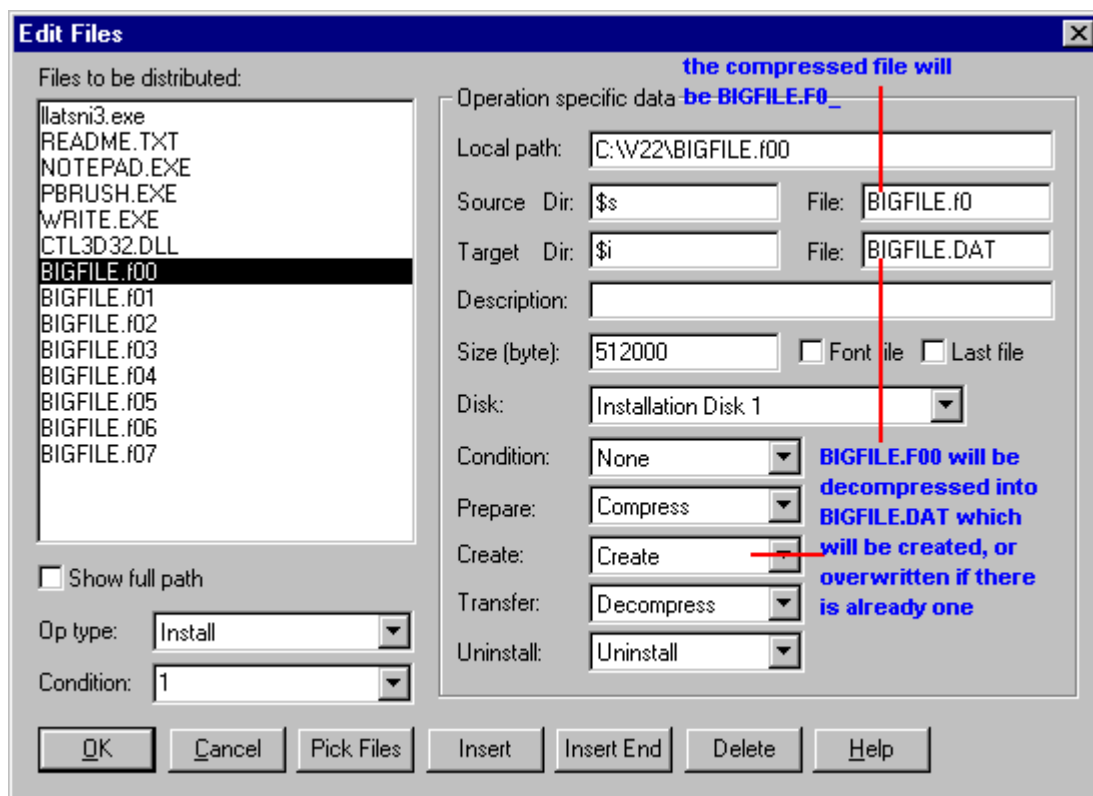 Edit Files
Files to be distributed:
llatsni3.exe
README.TXT
NOTEPAD.EXE
PBRUSH.EXE
WRITE.EXE
CTL3D32.DLL
BIGFILE.f00
BIGFILE.f01
BIGFILE.f02
BIGFILE.f03
BIGFILE.f04
BIGFILE.f05
BIGFILE.f06
BIGFILE.f07
Show full path
Op type: Install
Condition: 1
the compressed file will
be BIGFILE.F0_
Operation specific data
Local path: C:\V22\BIGFILE.f00
Source Dir: $s File: BIGFILE.f0
Target Dir: $i File: BIGFILE.DAT
Description:
Size (byte): 512000 Font file Last file
Disk: Installation Disk 1
Condition: None
Prepare: Compress
Create: Create
Transfer: Decompress
Uninstall: Uninstall
BIGFILE.F00 will be
decompressed into
BIGFILE.DAT which
will be created, or
overwritten if there
is already one
OK Cancel Pick Files Insert Insert End Delete Help